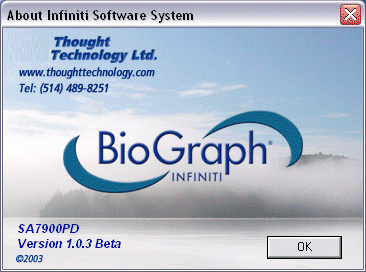 About Infiniti Software System
Thought
Technology Ltd.
www.thoughttechnology.com
Tel: (514) 489-8251
BioGraph®
INFINITI
SA7900PD
Version 1.0.3 Beta
©2003
OK